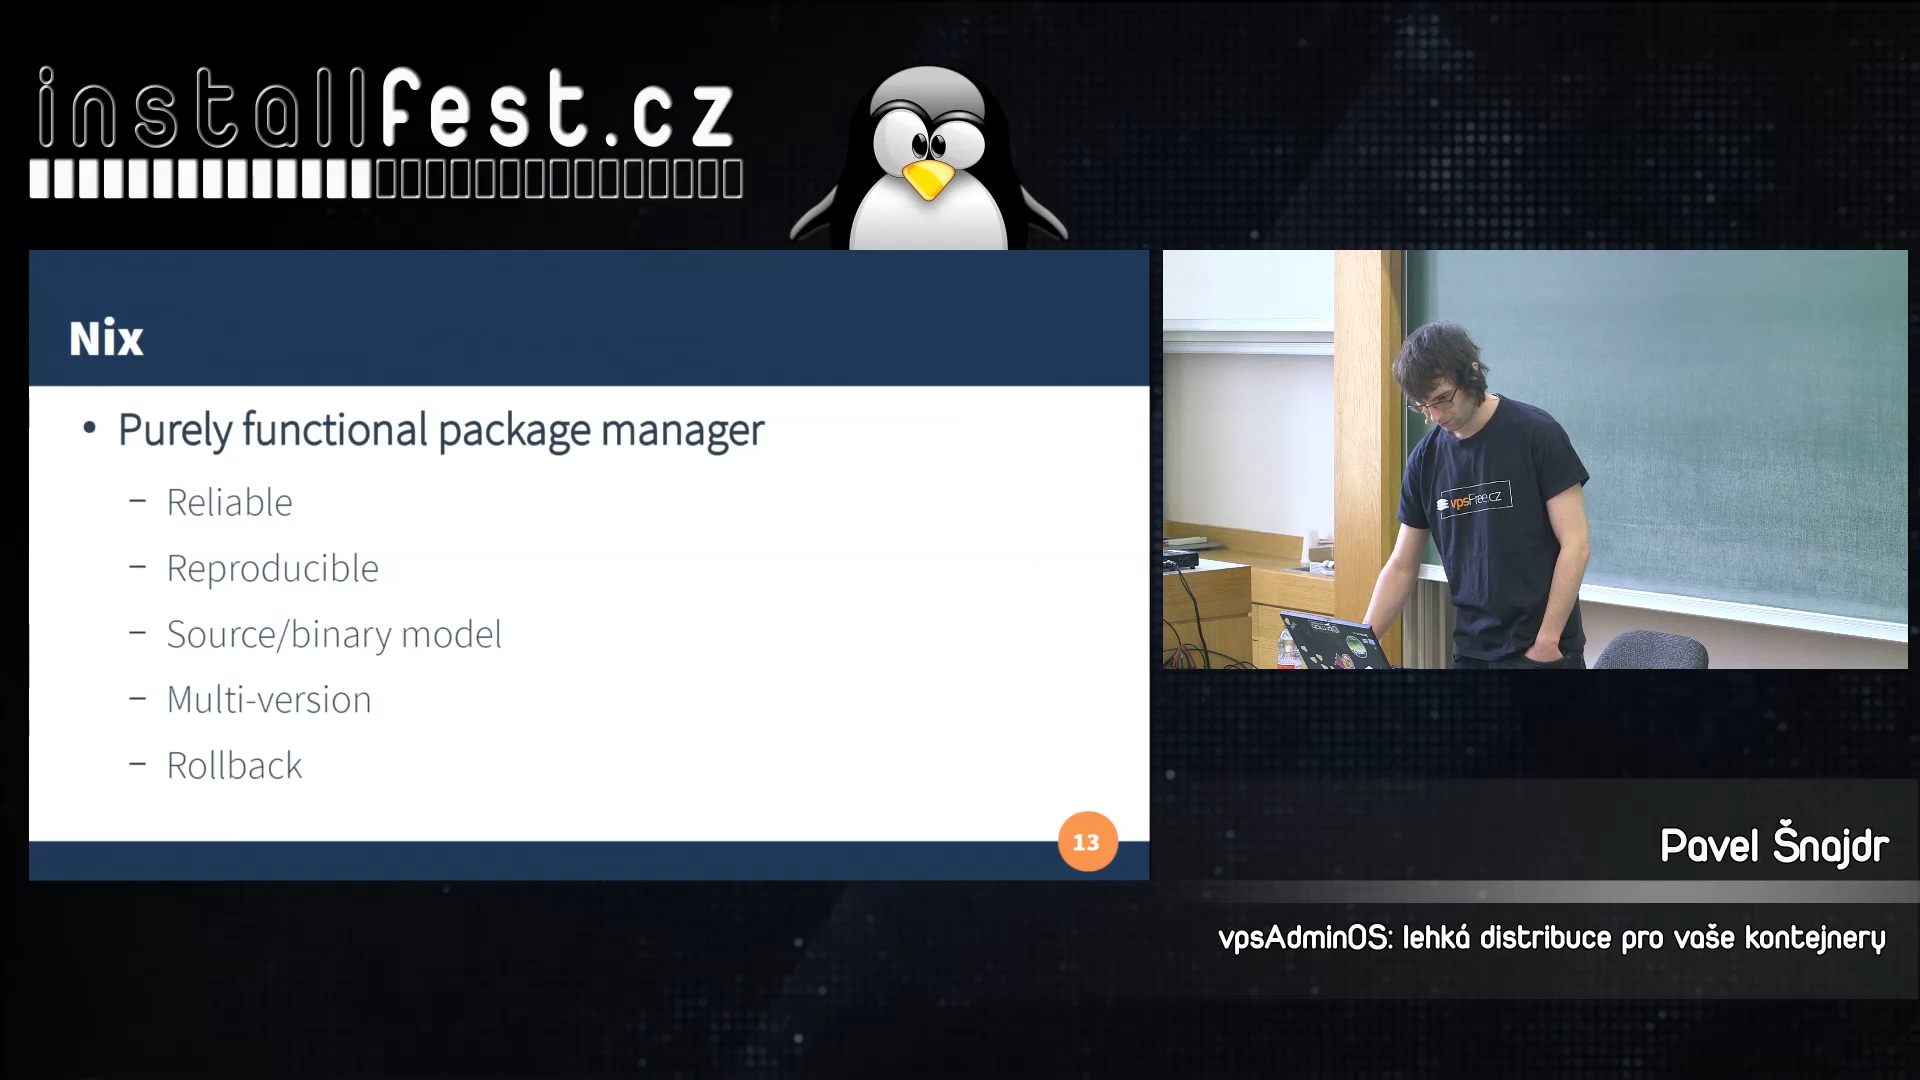 installfest.cz
Nix
• Purely functional package manager
– Reliable
– Reproducible
– Source/binary model
– Multi-version
– Rollback
13
vpsFree.cz
Pavel Šnajdr
vpsAdminOS: lehká distribuce pro vaše kontejnery